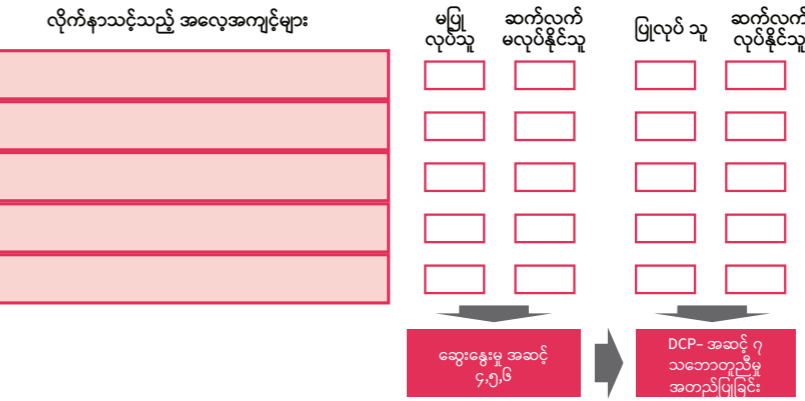 လိုက်နာသင့်သည့် အလေ့အကျင့်များ
မပြု
လုပ်သူ
ဆက်လက်
မလုပ်နိုင်သူ
ပြုလုပ် သူ
ဆက်လက်
လုပ်နိုင်သူ
ဆွေးနွေးမှု အဆင့်
၄,၅,၆
DCP– အဆင့် ၇
သဘောတူညီမှု
အတည်ပြုခြင်း